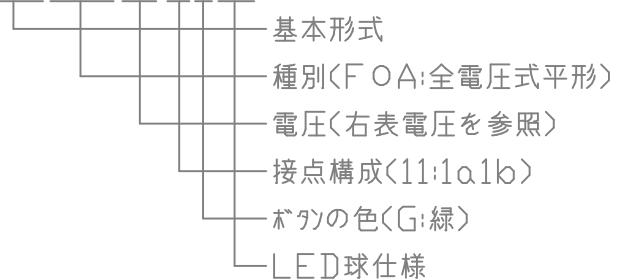 基本形式
種別(FOA:全電圧式平形)
電圧(右表電圧を参照)
接点構成(11:1a1b)
ﾎﾞﾀﾝの色(G:緑)
LED球仕様